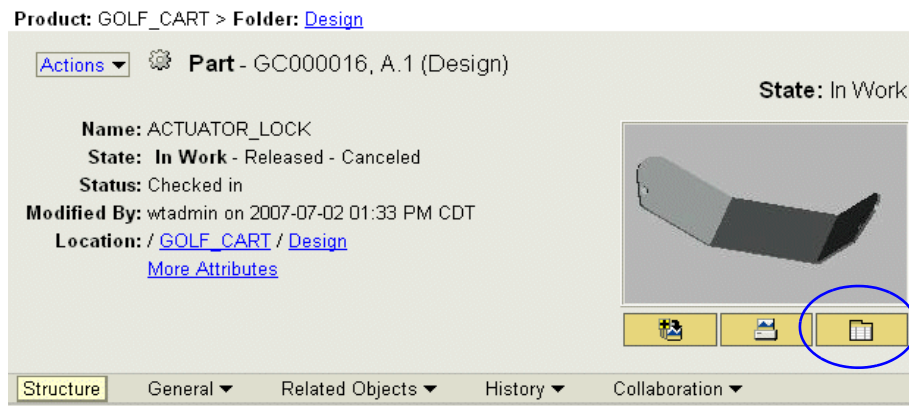 Product: GOLF_CART > Folder: Design
Actions Part - GC000016, A.1 (Design)
State: In Work
Name: ACTUATOR_LOCK
State: In Work - Released - Canceled
Status: Checked in
Modified By: wtadmin on 2007-07-02 01:33 PM CDT
Location: / GOLF_CART / Design
More Attributes
Structure General Related Objects History Collaboration